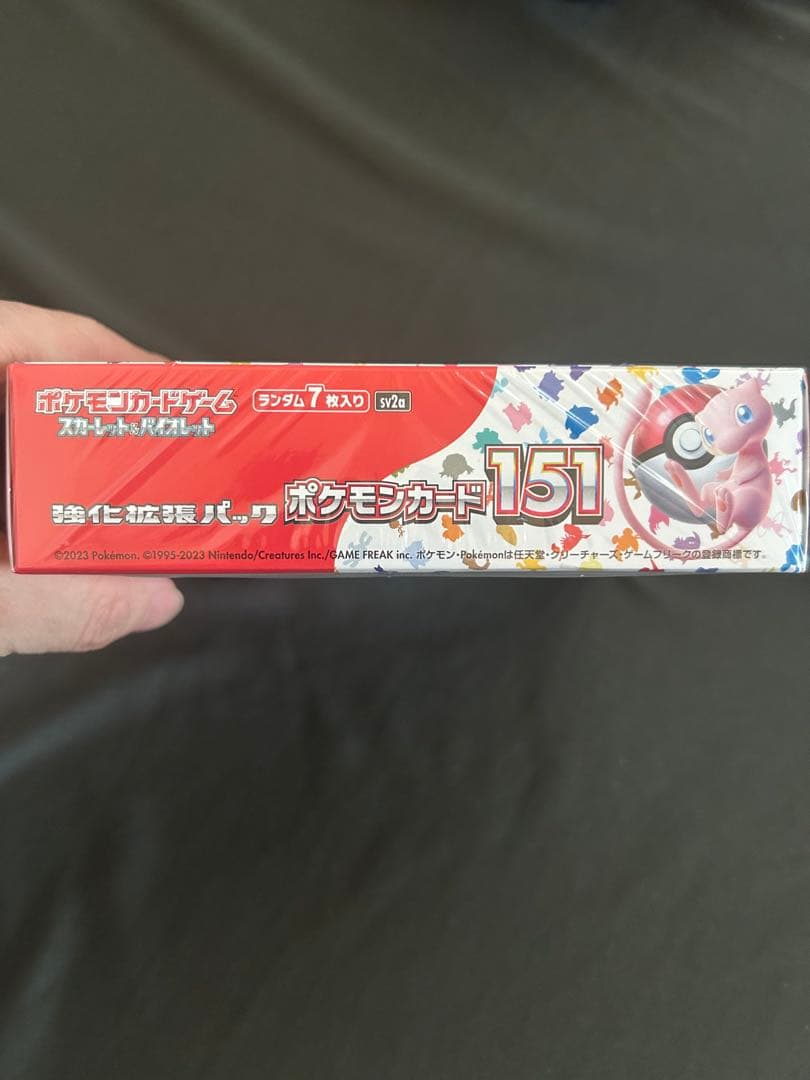 ポケモンカードゲーム
スカーレット&バイオレット
ランダム7枚入り
sv2a
強化拡張パック
ポケモンカード151
©2023 Pokémon. ©1995-2023 Nintendo/Creatures Inc./GAME FREAK inc. ポケモン・Pokémonは任天堂・クリーチャーズ・ゲームフリークの登録商標です。